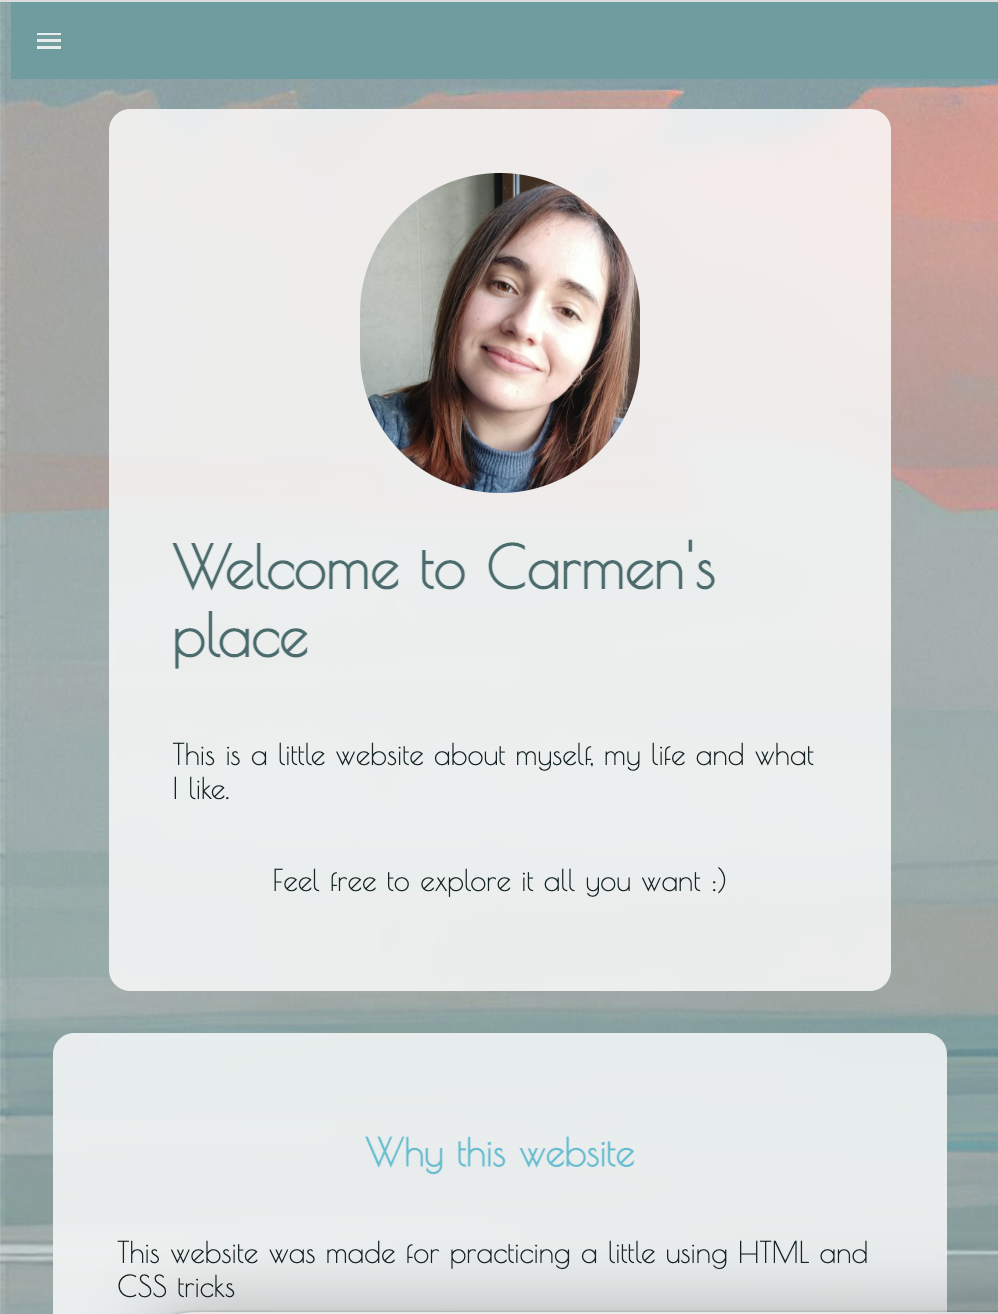 Welcome to Carmen's
place
This is a little website about myself, my life and what
I like.
Feel free to explore it all you want :)
Why this website
This website was made for practicing a little using HTML and
CSS tricks